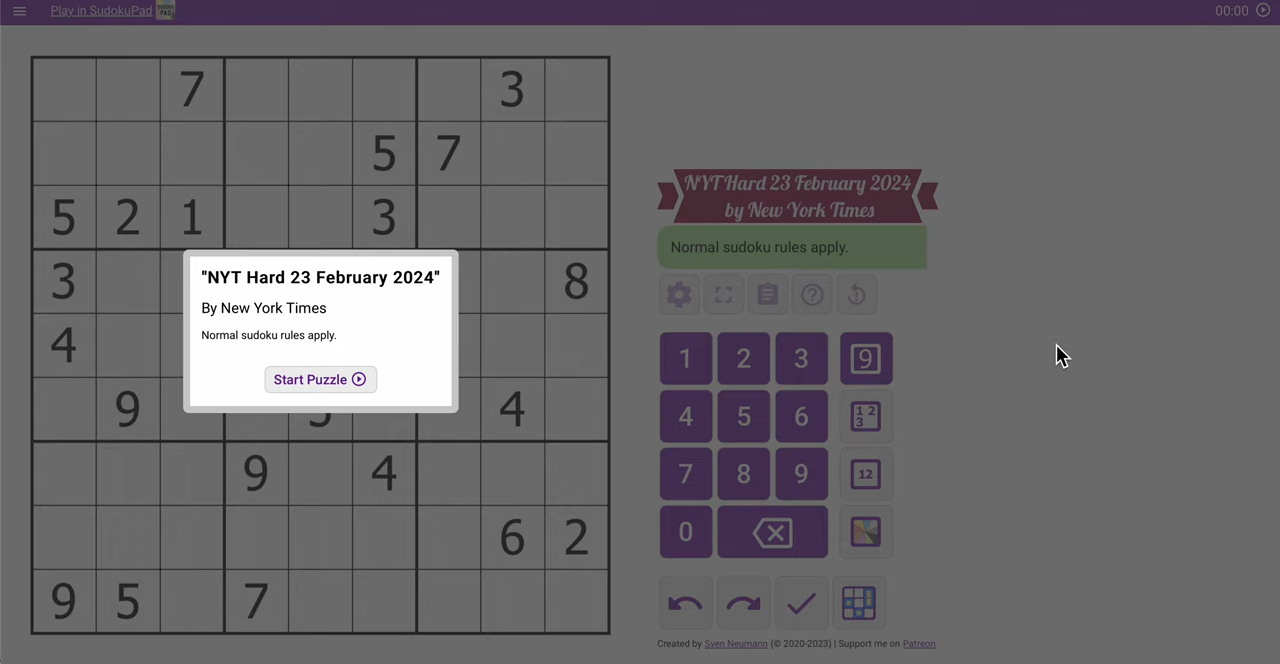 Play in SudokuPad
00:00
7 3
5 7
5 2 1 3
3 8
4
9 4
9 4
6 2
9 5 7
"NYT Hard 23 February 2024"
By New York Times
Normal sudoku rules apply.
Start Puzzle
NYT Hard 23 February 2024
by New York Times
Normal sudoku rules apply.
1 2 3 9
4 5 6 1 2 3
7 8 9 12
0
Created by Sven Neumann (© 2020-2023) | Support me on Patreon